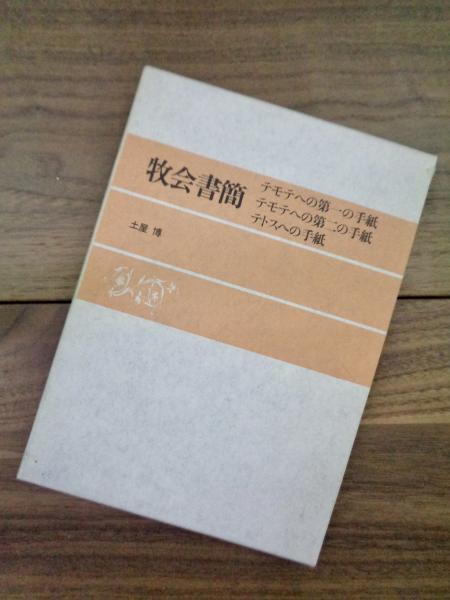 牧会書簡
テモテへの第一の手紙
テモテへの第二の手紙
テトスへの手紙
土屋 博